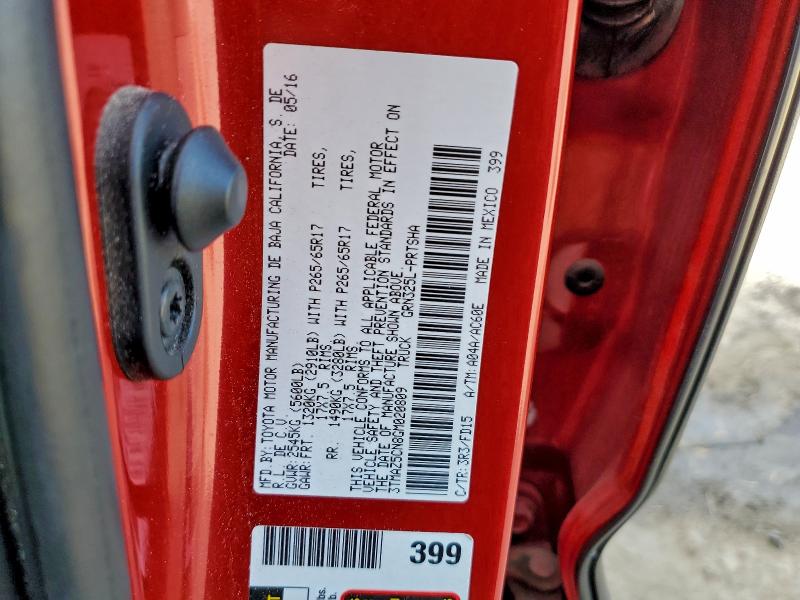 MFD.BY: TOYOTA MOTOR MANUFACTURING DE BAJA CALIFORNIA, S. DE
R.L. DE C.V. DATE: 05/16
GVWR: 2545KG (5600LB)
GAWR: FRT. 1320KG (2910LB) WITH P265/65R17 TIRES,
17X7.5 RIMS,
RR. 1490KG (3280LB) WITH P265/65R17 TIRES,
17X7.5 RIMS.
THIS VEHICLE CONFORMS TO ALL APPLICABLE FEDERAL MOTOR
VEHICLE SAFETY AND THEFT PREVENTION STANDARDS IN EFFECT ON
THE DATE OF MANUFACTURE SHOWN ABOVE.
3TMAZ5CN8GM020809 TRUCK GRN325L-PRTSHA
C/TR: 3R3/FD15 A/TM: A04A/AC60E MADE IN MEXICO 399
399